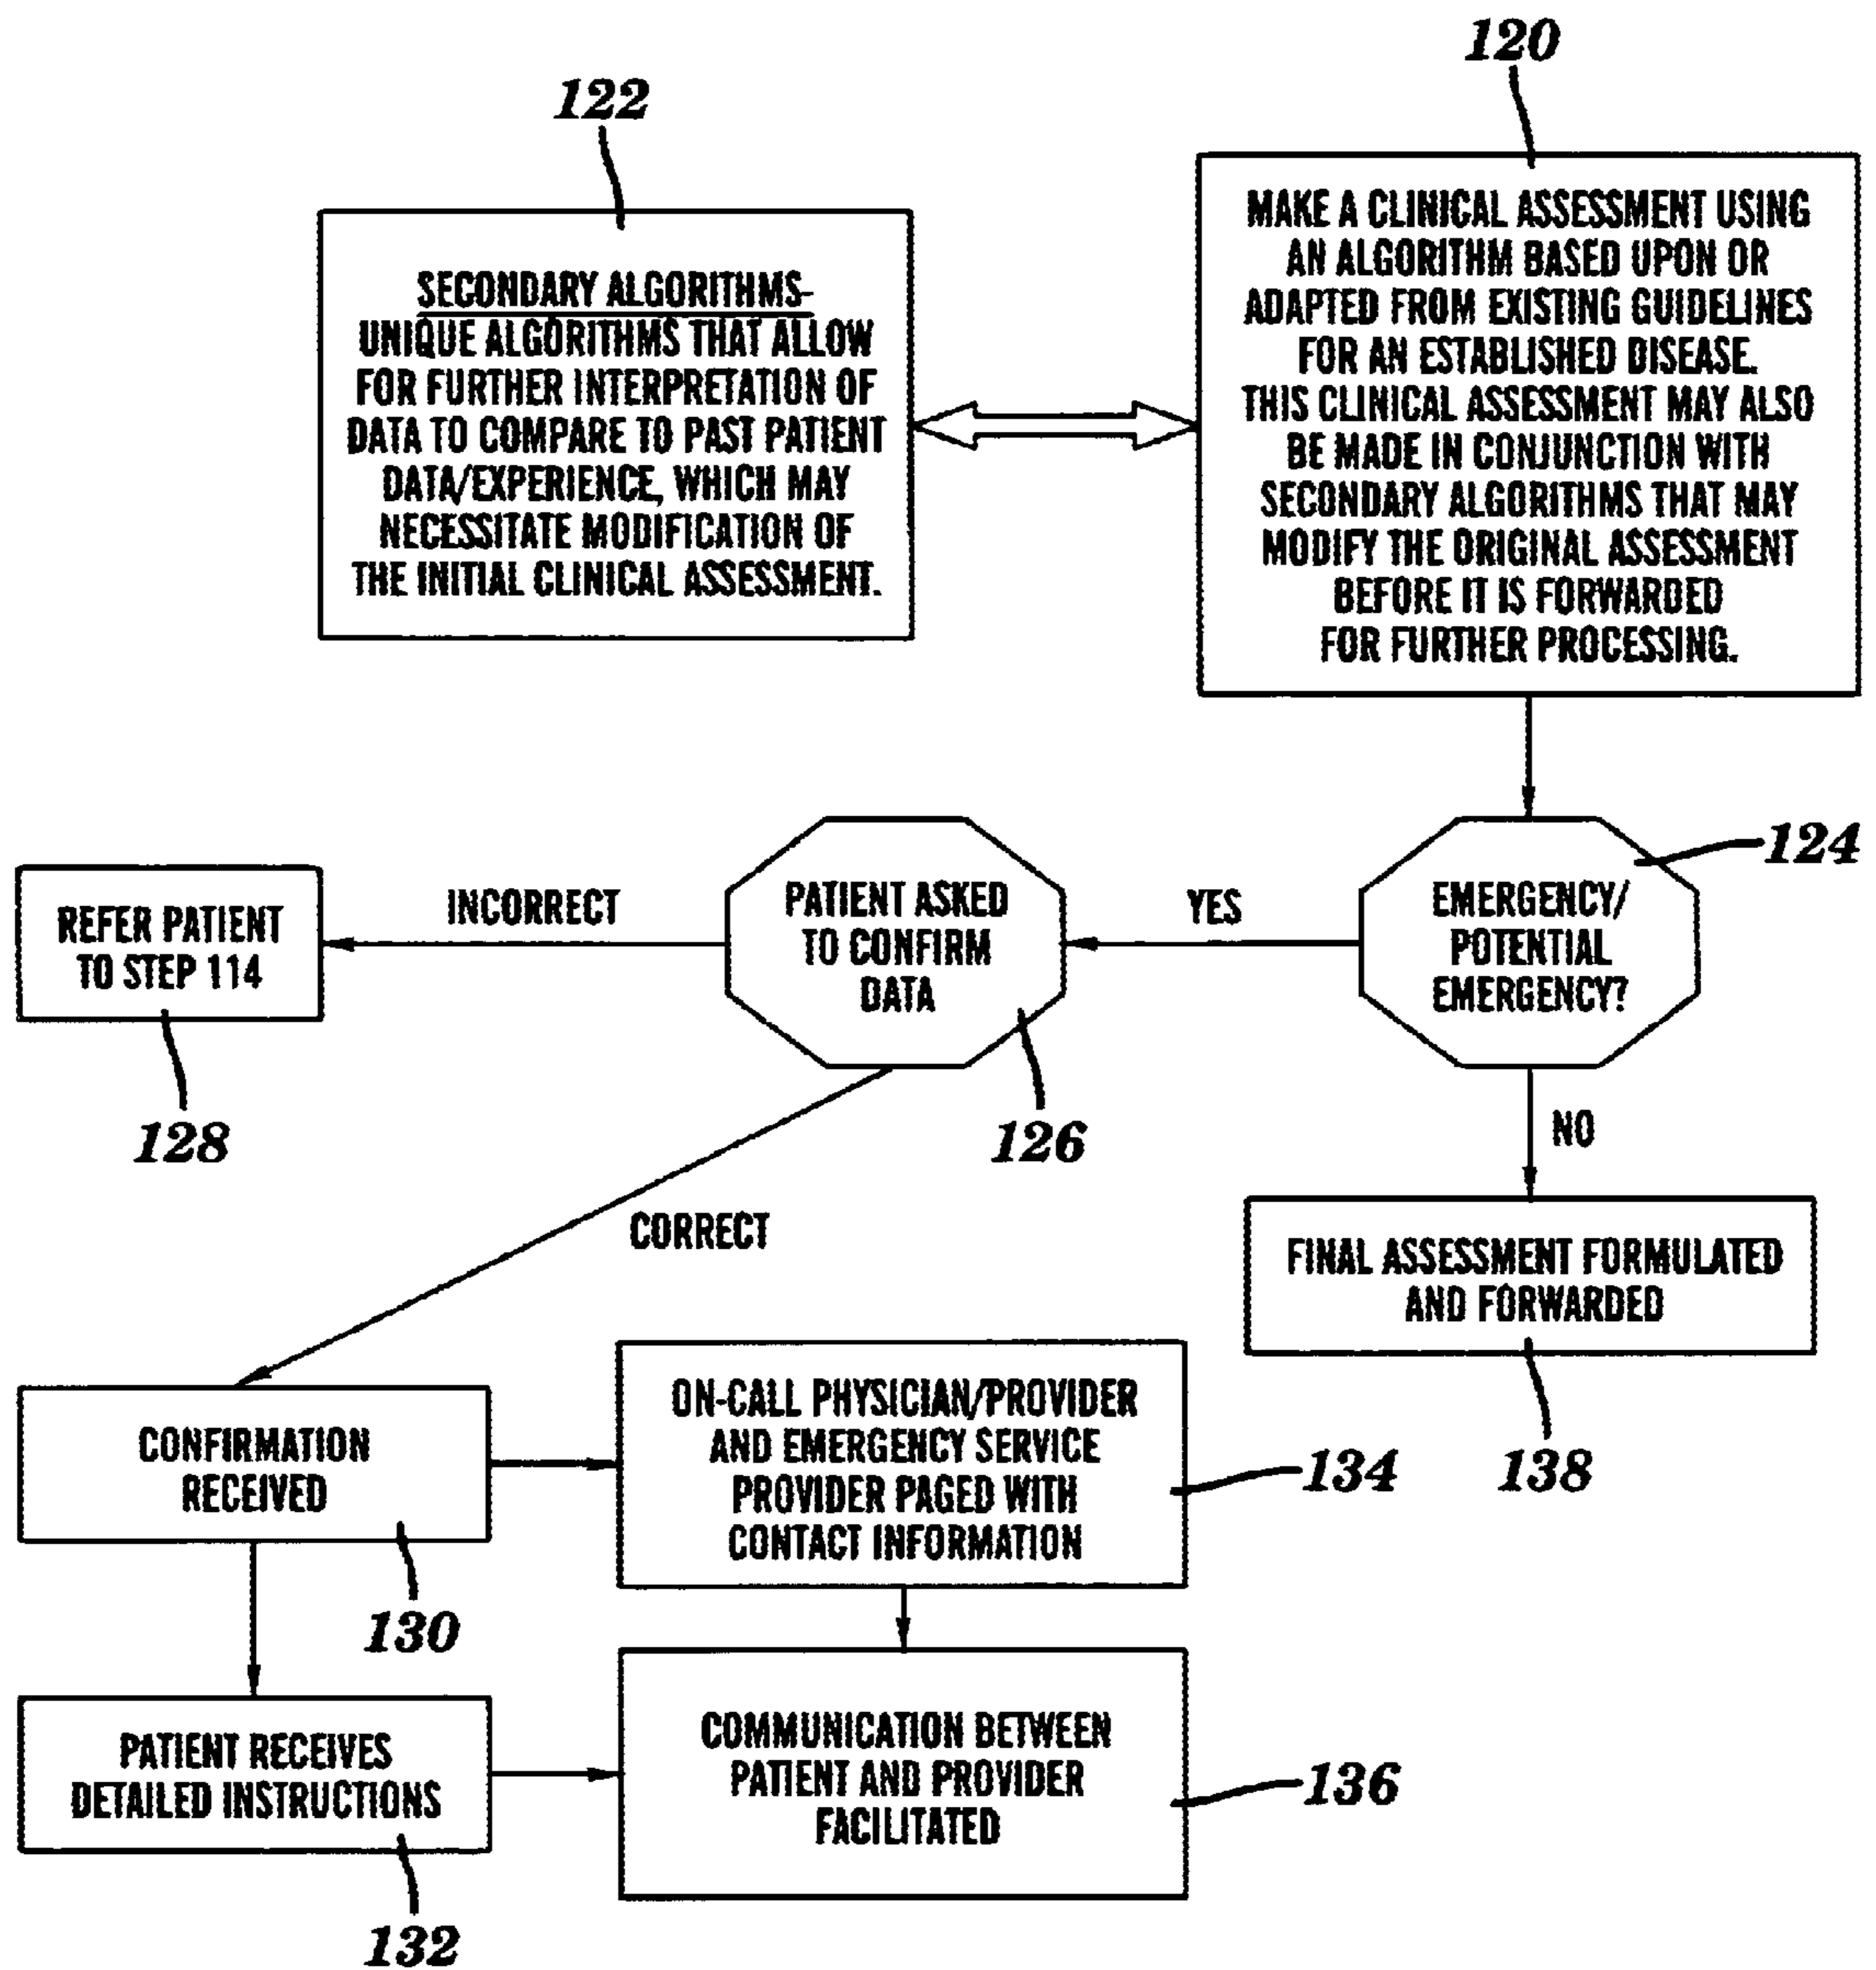 120
122
MAKE A CLINICAL ASSESSMENT USING
AN ALGORITHM BASED UPON OR
ADAPTED FROM EXISTING GUIDELINES
FOR AN ESTABLISHED DISEASE.
THIS CLINICAL ASSESSMENT MAY ALSO
BE MADE IN CONJUNCTION WITH
SECONDARY ALGORITHMS THAT MAY
MODIFY THE ORIGINAL ASSESSMENT
BEFORE IT IS FORWARDED
FOR FURTHER PROCESSING.
SECONDARY ALGORITHMS-
UNIQUE ALGORITHMS THAT ALLOW
FOR FURTHER INTERPRETATION OF
DATA TO COMPARE TO PAST PATIENT
DATA/EXPERIENCE, WHICH MAY
NECESSITATE MODIFICATION OF
THE INITIAL CLINICAL ASSESSMENT.
124
EMERGENCY/
POTENTIAL
EMERGENCY?
YES
PATIENT ASKED
TO CONFIRM
DATA
126
INCORRECT
REFER PATIENT
TO STEP 114
128
NO
CORRECT
FINAL ASSESSMENT FORMULATED
AND FORWARDED
138
CONFIRMATION
RECEIVED
130
ON-CALL PHYSICIAN/PROVIDER
AND EMERGENCY SERVICE
PROVIDER PAGED WITH
CONTACT INFORMATION
134
PATIENT RECEIVES
DETAILED INSTRUCTIONS
132
COMMUNICATION BETWEEN
PATIENT AND PROVIDER
FACILITATED
136